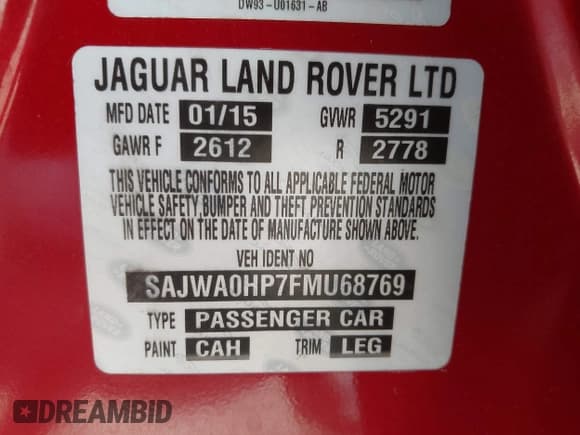 DW93-U01631-AB
JAGUAR LAND ROVER LTD
MFD DATE 01/15 GVWR 5291
GAWR F 2612 R 2778
THIS VEHICLE CONFORMS TO ALL APPLICABLE FEDERAL MOTOR
VEHICLE SAFETY,BUMPER AND THEFT PREVENTION STANDARDS
IN EFFECT ON THE DATE OF MANUFACTURE SHOWN ABOVE.
VEH IDENT NO
SAJWA0HP7FMU68769
TYPE PASSENGER CAR
PAINT CAH TRIM LEG
DREAMBID